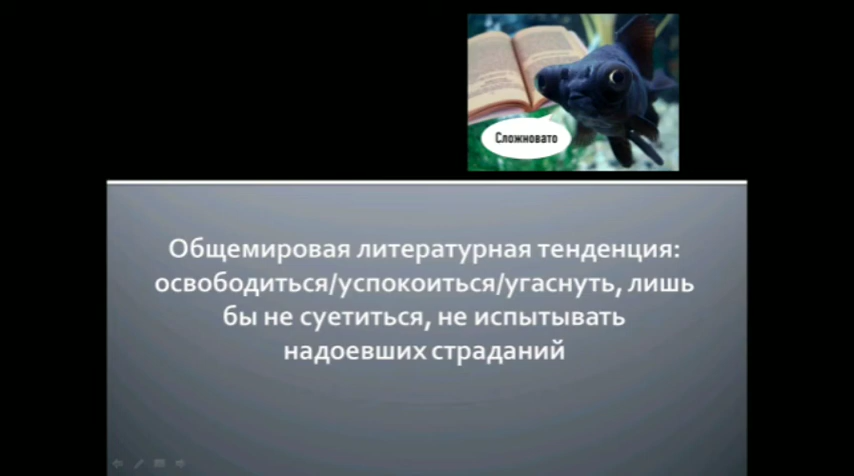 Сложновато
Общемировая литературная тенденция:
освободиться/успокоиться/угаснуть, лишь
бы не суетиться, не испытывать
надоевших страданий